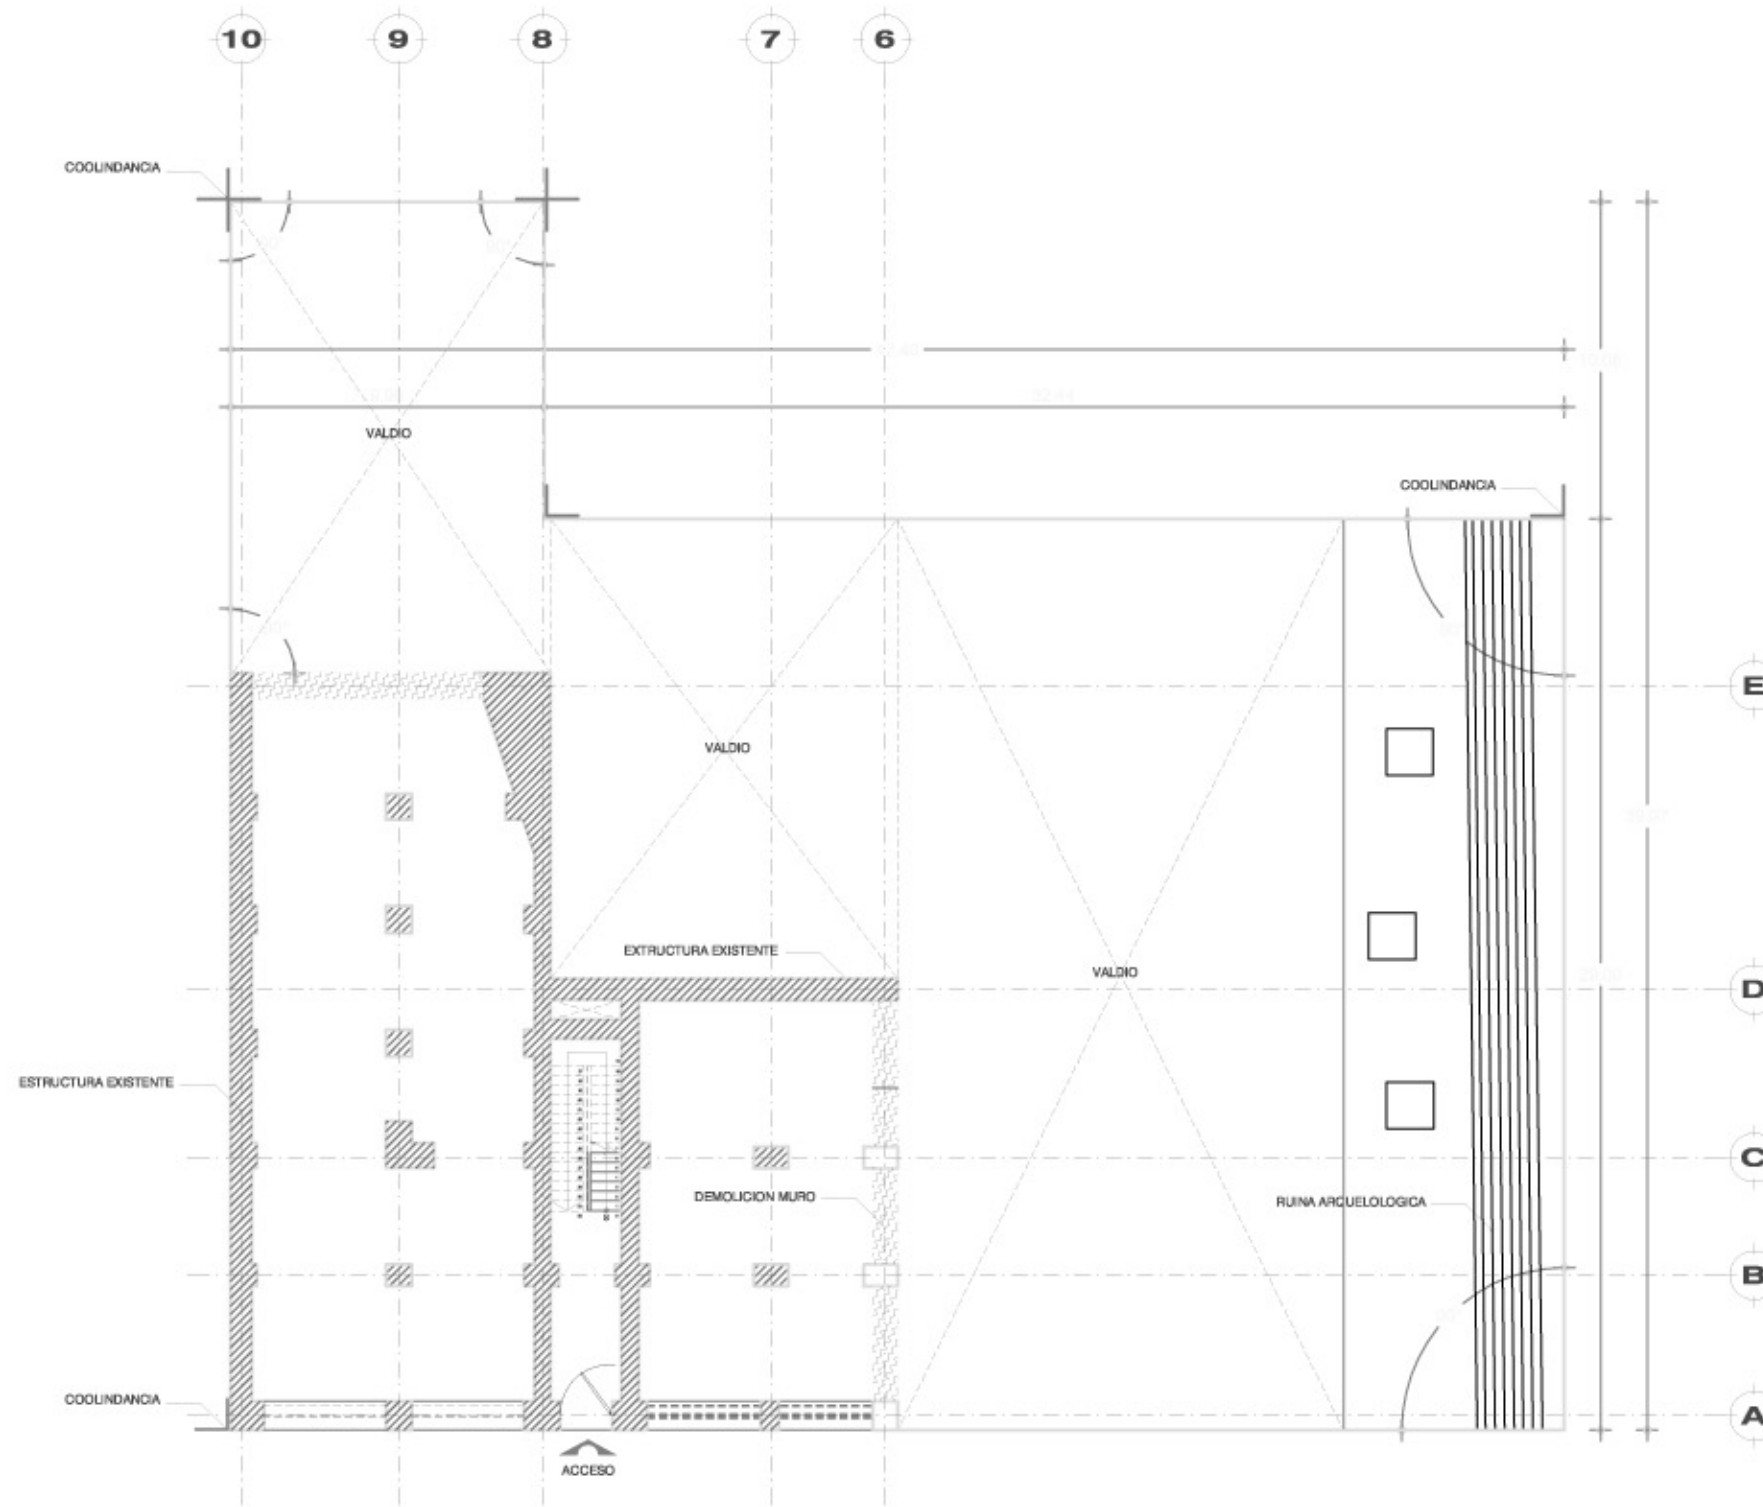 10 9 8 7 6
COOLINDANCIA
VALDIO
COOLINDANCIA
E
VALDIO
EXTRUCTURA EXISTENTE
VALDIO
D
ESTRUCTURA EXISTENTE
C
DEMOLICION MURO
RUINA ARQUELOLOGICA
B
COOLINDANCIA
A
ACCESO